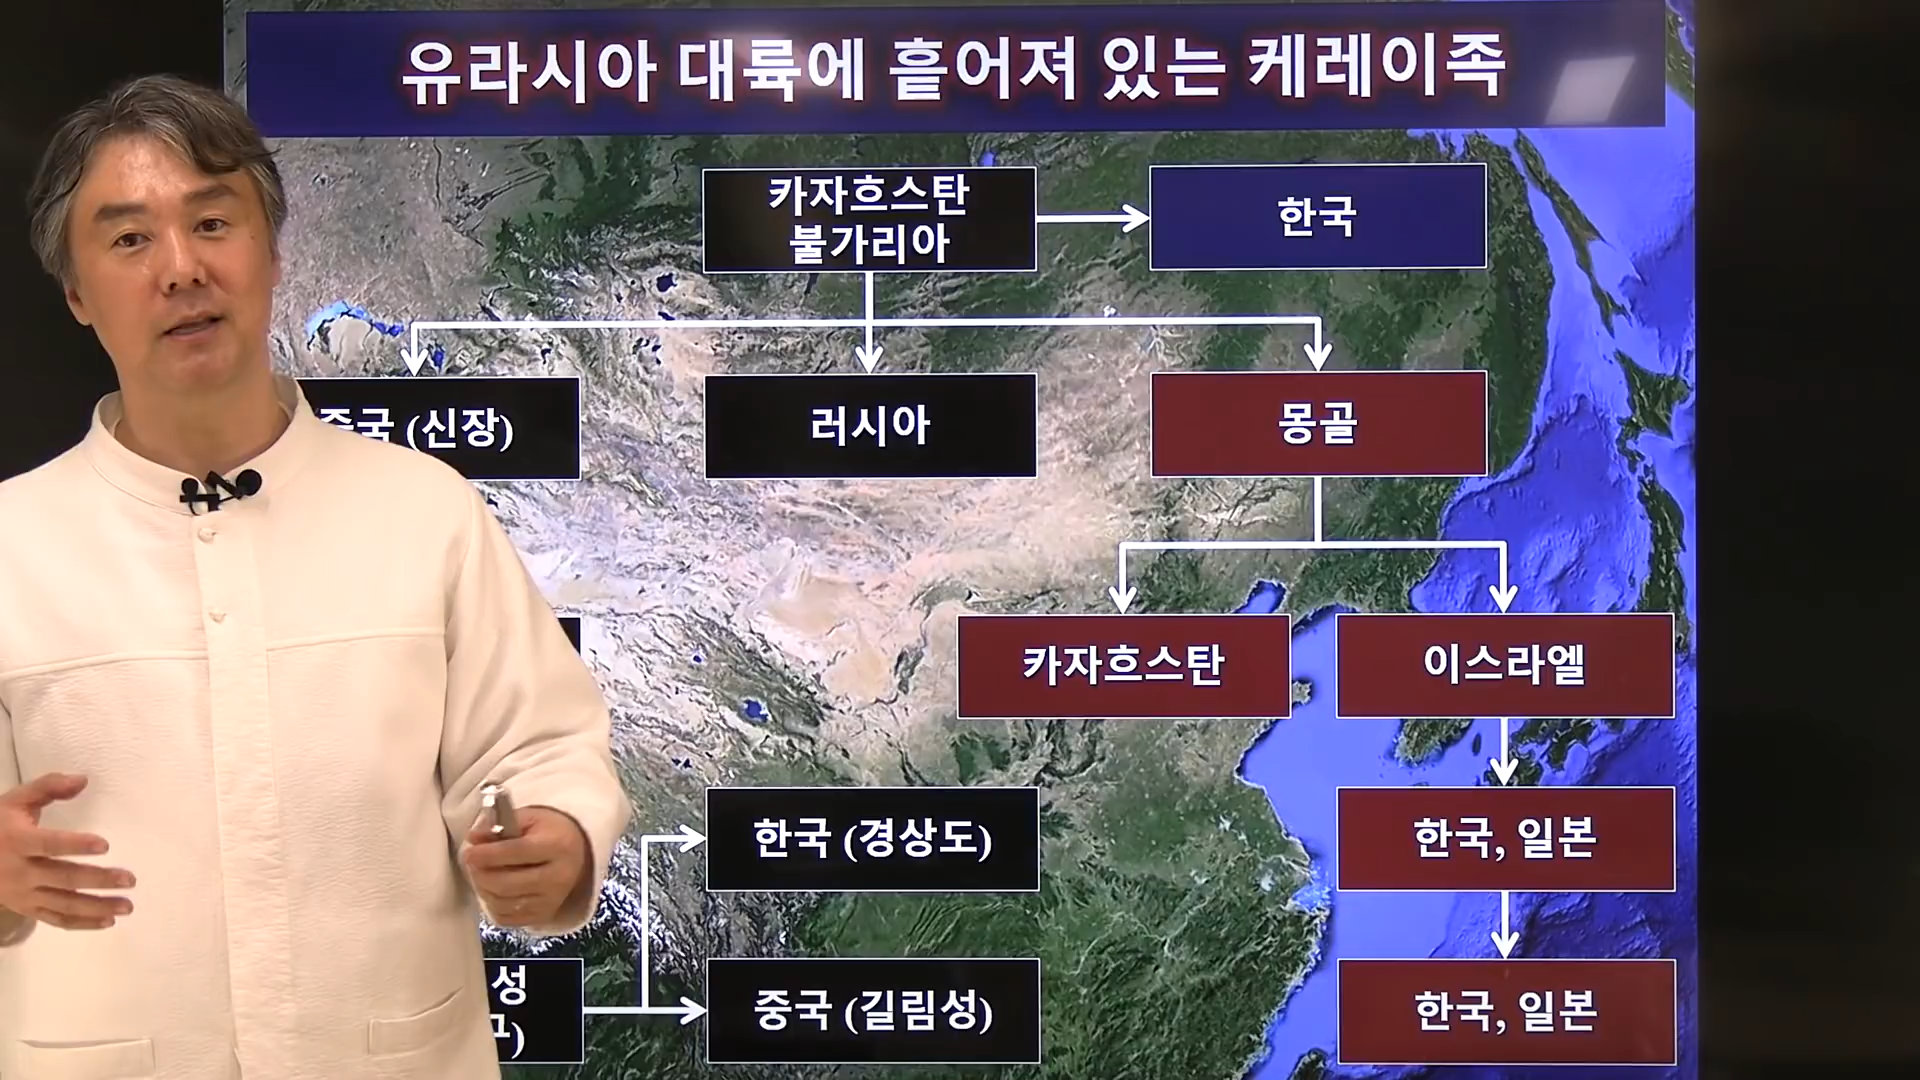 유라시아 대륙에 흩어져 있는 케레이족
카자흐스탄
불가리아
한국
중국 (신장)
러시아
몽골
카자흐스탄
이스라엘
한국 (경상도)
한국, 일본
성
중국 (길림성)
한국, 일본